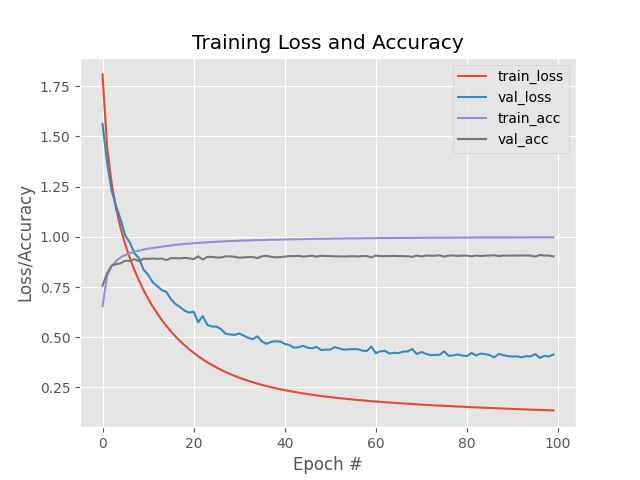 Training Loss and Accuracy
train_loss
val_loss
train_acc
val_acc
1.75
1.50
1.25
1.00
0.75
0.50
0.25
Loss/Accuracy
0 20 40 60 80 100
Epoch #